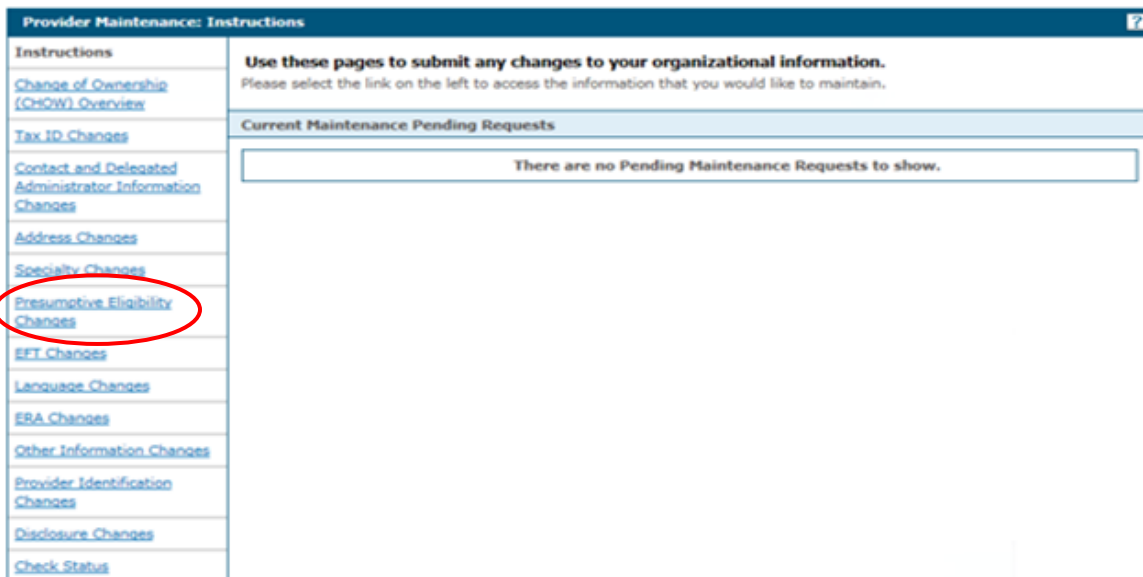 Provider Maintenance: Instructions
?
Instructions
Change of Ownership
(CHOW) Overview
Tax ID Changes
Contact and Delegated
Administrator Information
Changes
Address Changes
Specialty Changes
Presumptive Eligibility
Changes
EFT Changes
Language Changes
ERA Changes
Other Information Changes
Provider Identification
Changes
Disclosure Changes
Check Status
Use these pages to submit any changes to your organizational information.
Please select the link on the left to access the information that you would like to maintain.
Current Maintenance Pending Requests
There are no Pending Maintenance Requests to show.